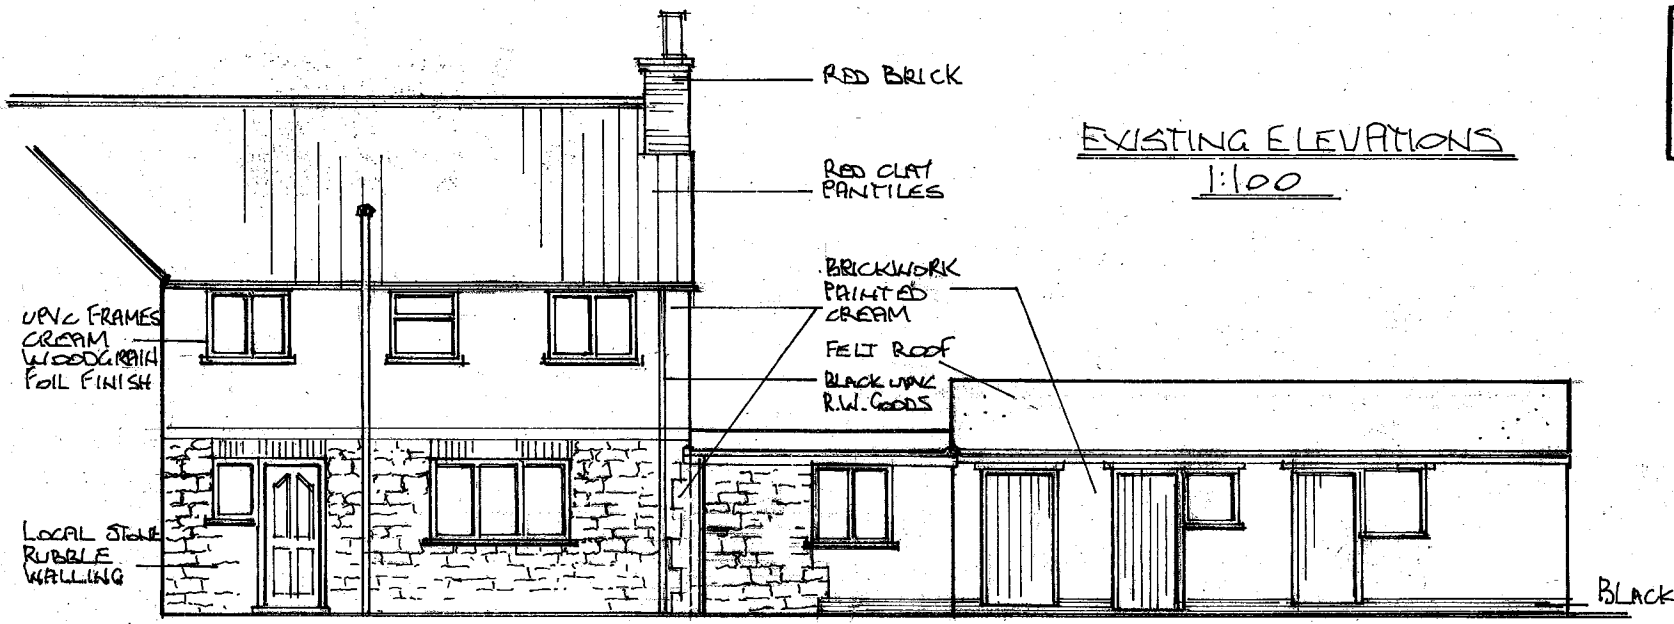 RED BRICK
EXISTING ELEVATIONS
1:100
RED CLAY
PANTILES
BRICKWORK
PAINTED
CREAM
UPVC FRAMES
CREAM
WOODGRAIN
FOIL FINISH
FELT ROOF
BLACK UPVC
R.W. GOODS
LOCAL STONE
RUBBLE
WALLING
BLACK